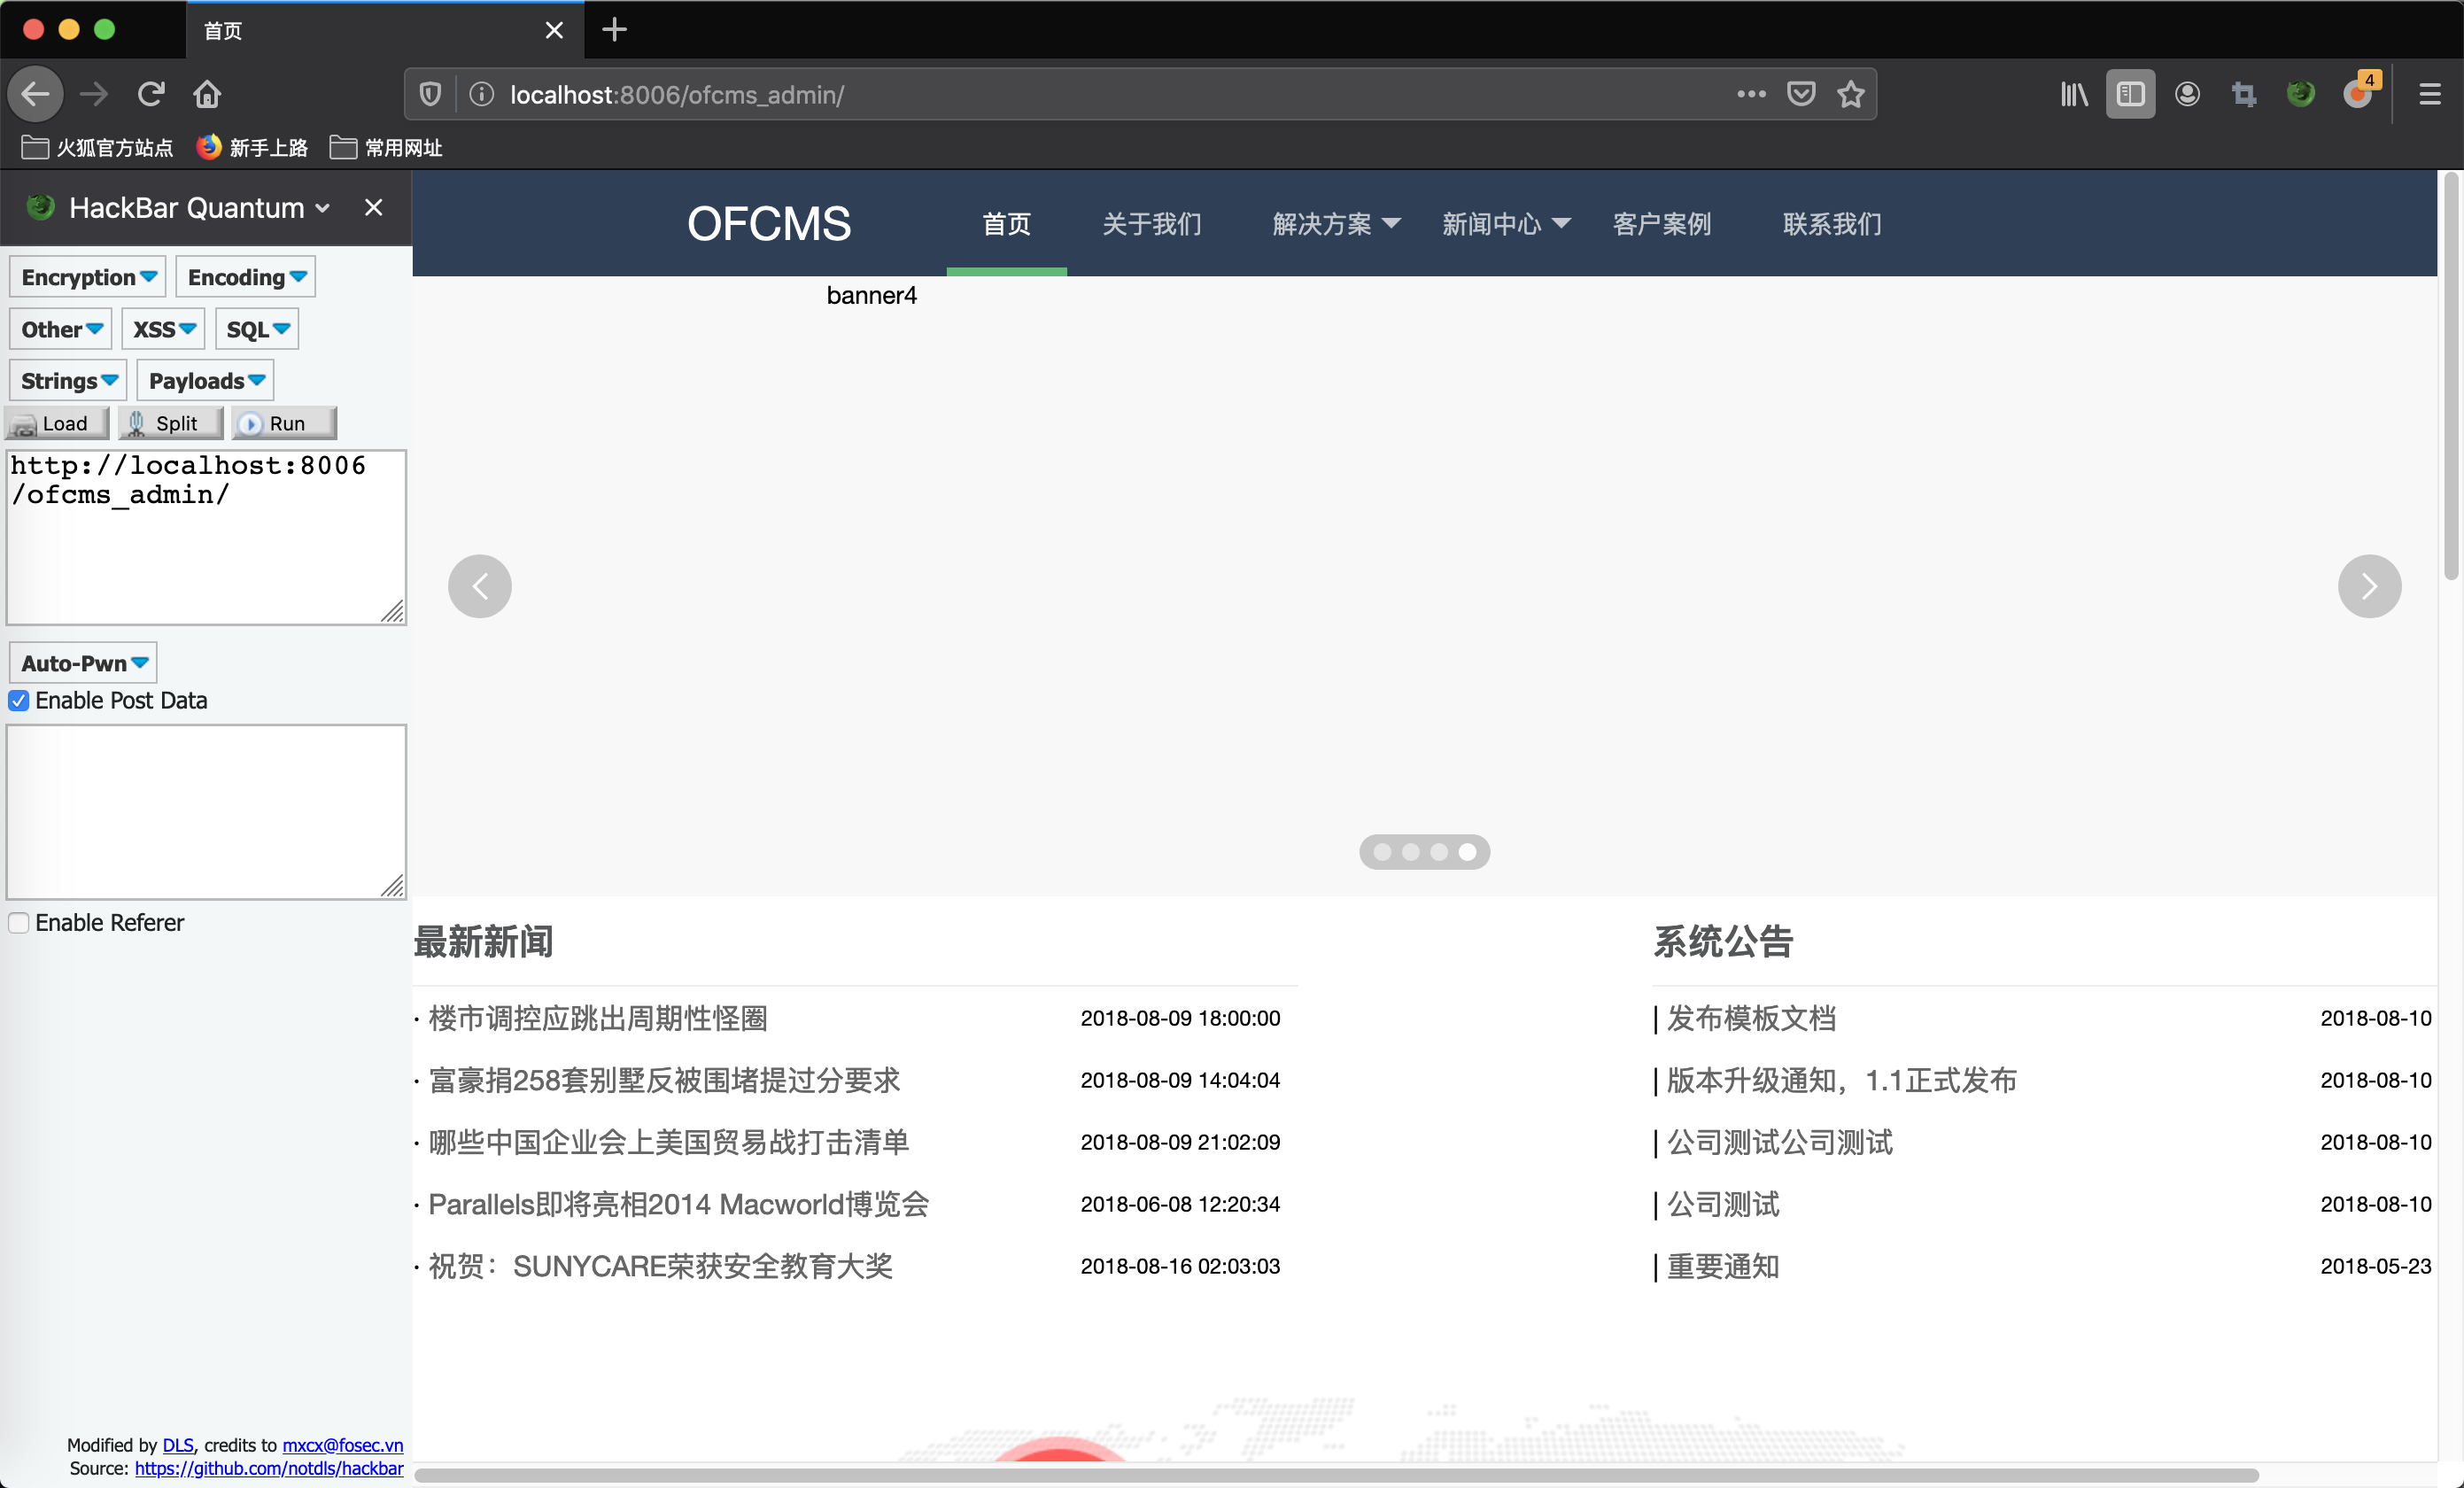 首页
localhost:8006/ofcms_admin/
4
火狐官方站点 新手上路 常用网址
HackBar Quantum
Encryption Encoding
Other XSS SQL
Strings Payloads
Load Split Run
http://localhost:8006
/ofcms_admin/
Auto-Pwn
Enable Post Data
Enable Referer
Modified by DLS, credits to mxcx@fosec.vn
Source: https://github.com/notdls/hackbar
OFCMS 首页 关于我们 解决方案 新闻中心 客户案例 联系我们
banner4
最新新闻
· 楼市调控应跳出周期性怪圈 2018-08-09 18:00:00
· 富豪捐258套别墅反被围堵提过分要求 2018-08-09 14:04:04
· 哪些中国企业会上美国贸易战打击清单 2018-08-09 21:02:09
· Parallels即将亮相2014 Macworld博览会 2018-06-08 12:20:34
· 祝贺：SUNYCARE荣获安全教育大奖 2018-08-16 02:03:03
系统公告
| 发布模板文档 2018-08-10
| 版本升级通知，1.1正式发布 2018-08-10
| 公司测试公司测试 2018-08-10
| 公司测试 2018-08-10
| 重要通知 2018-05-23